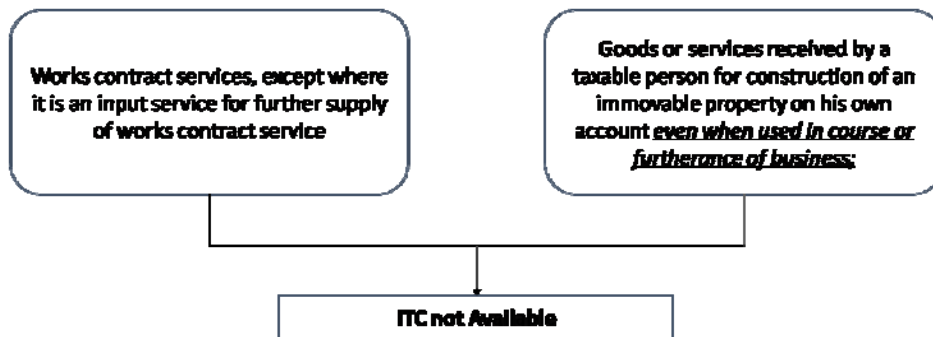 Works contract services, except where
it is an input service for further supply
of works contract service
Goods or services received by a
taxable person for construction of an
immovable property on his own
account even when used in course or
furtherance of business;
ITC not Available